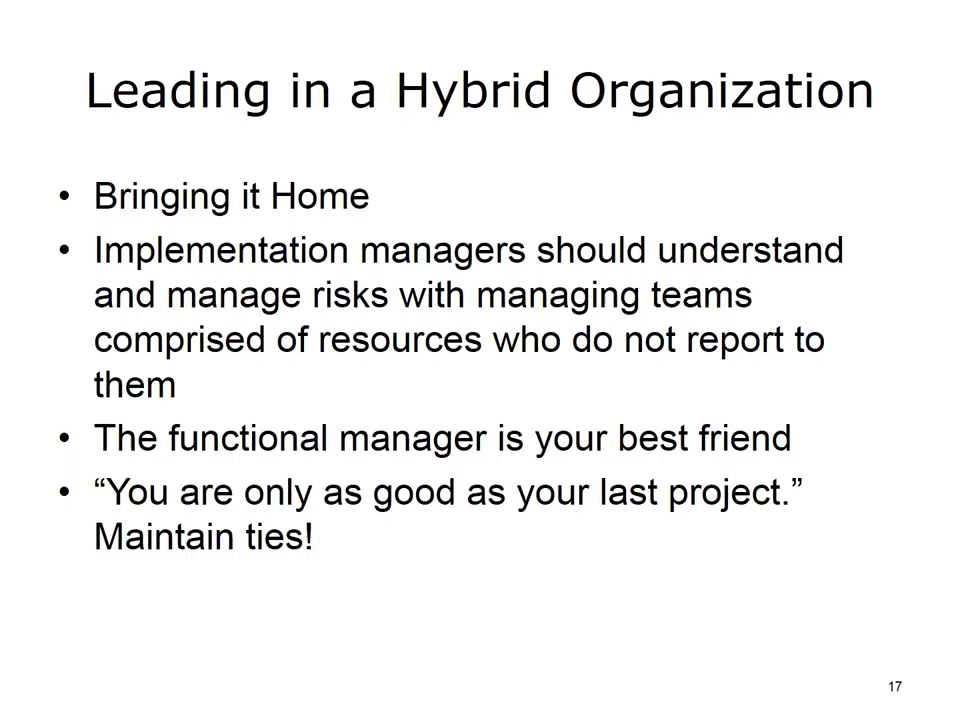 Leading in a Hybrid Organization
• Bringing it Home
• Implementation managers should understand
and manage risks with managing teams
comprised of resources who do not report to
them
• The functional manager is your best friend
• “You are only as good as your last project.”
Maintain ties!
17